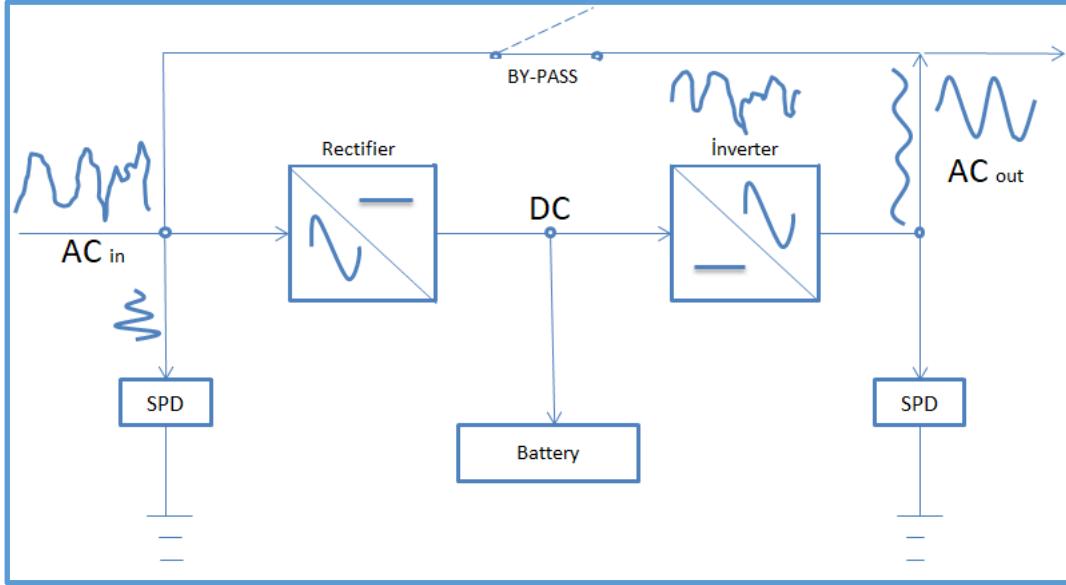 BY-PASS
Rectifier
İnverter
DC
AC in
AC out
SPD
SPD
Battery